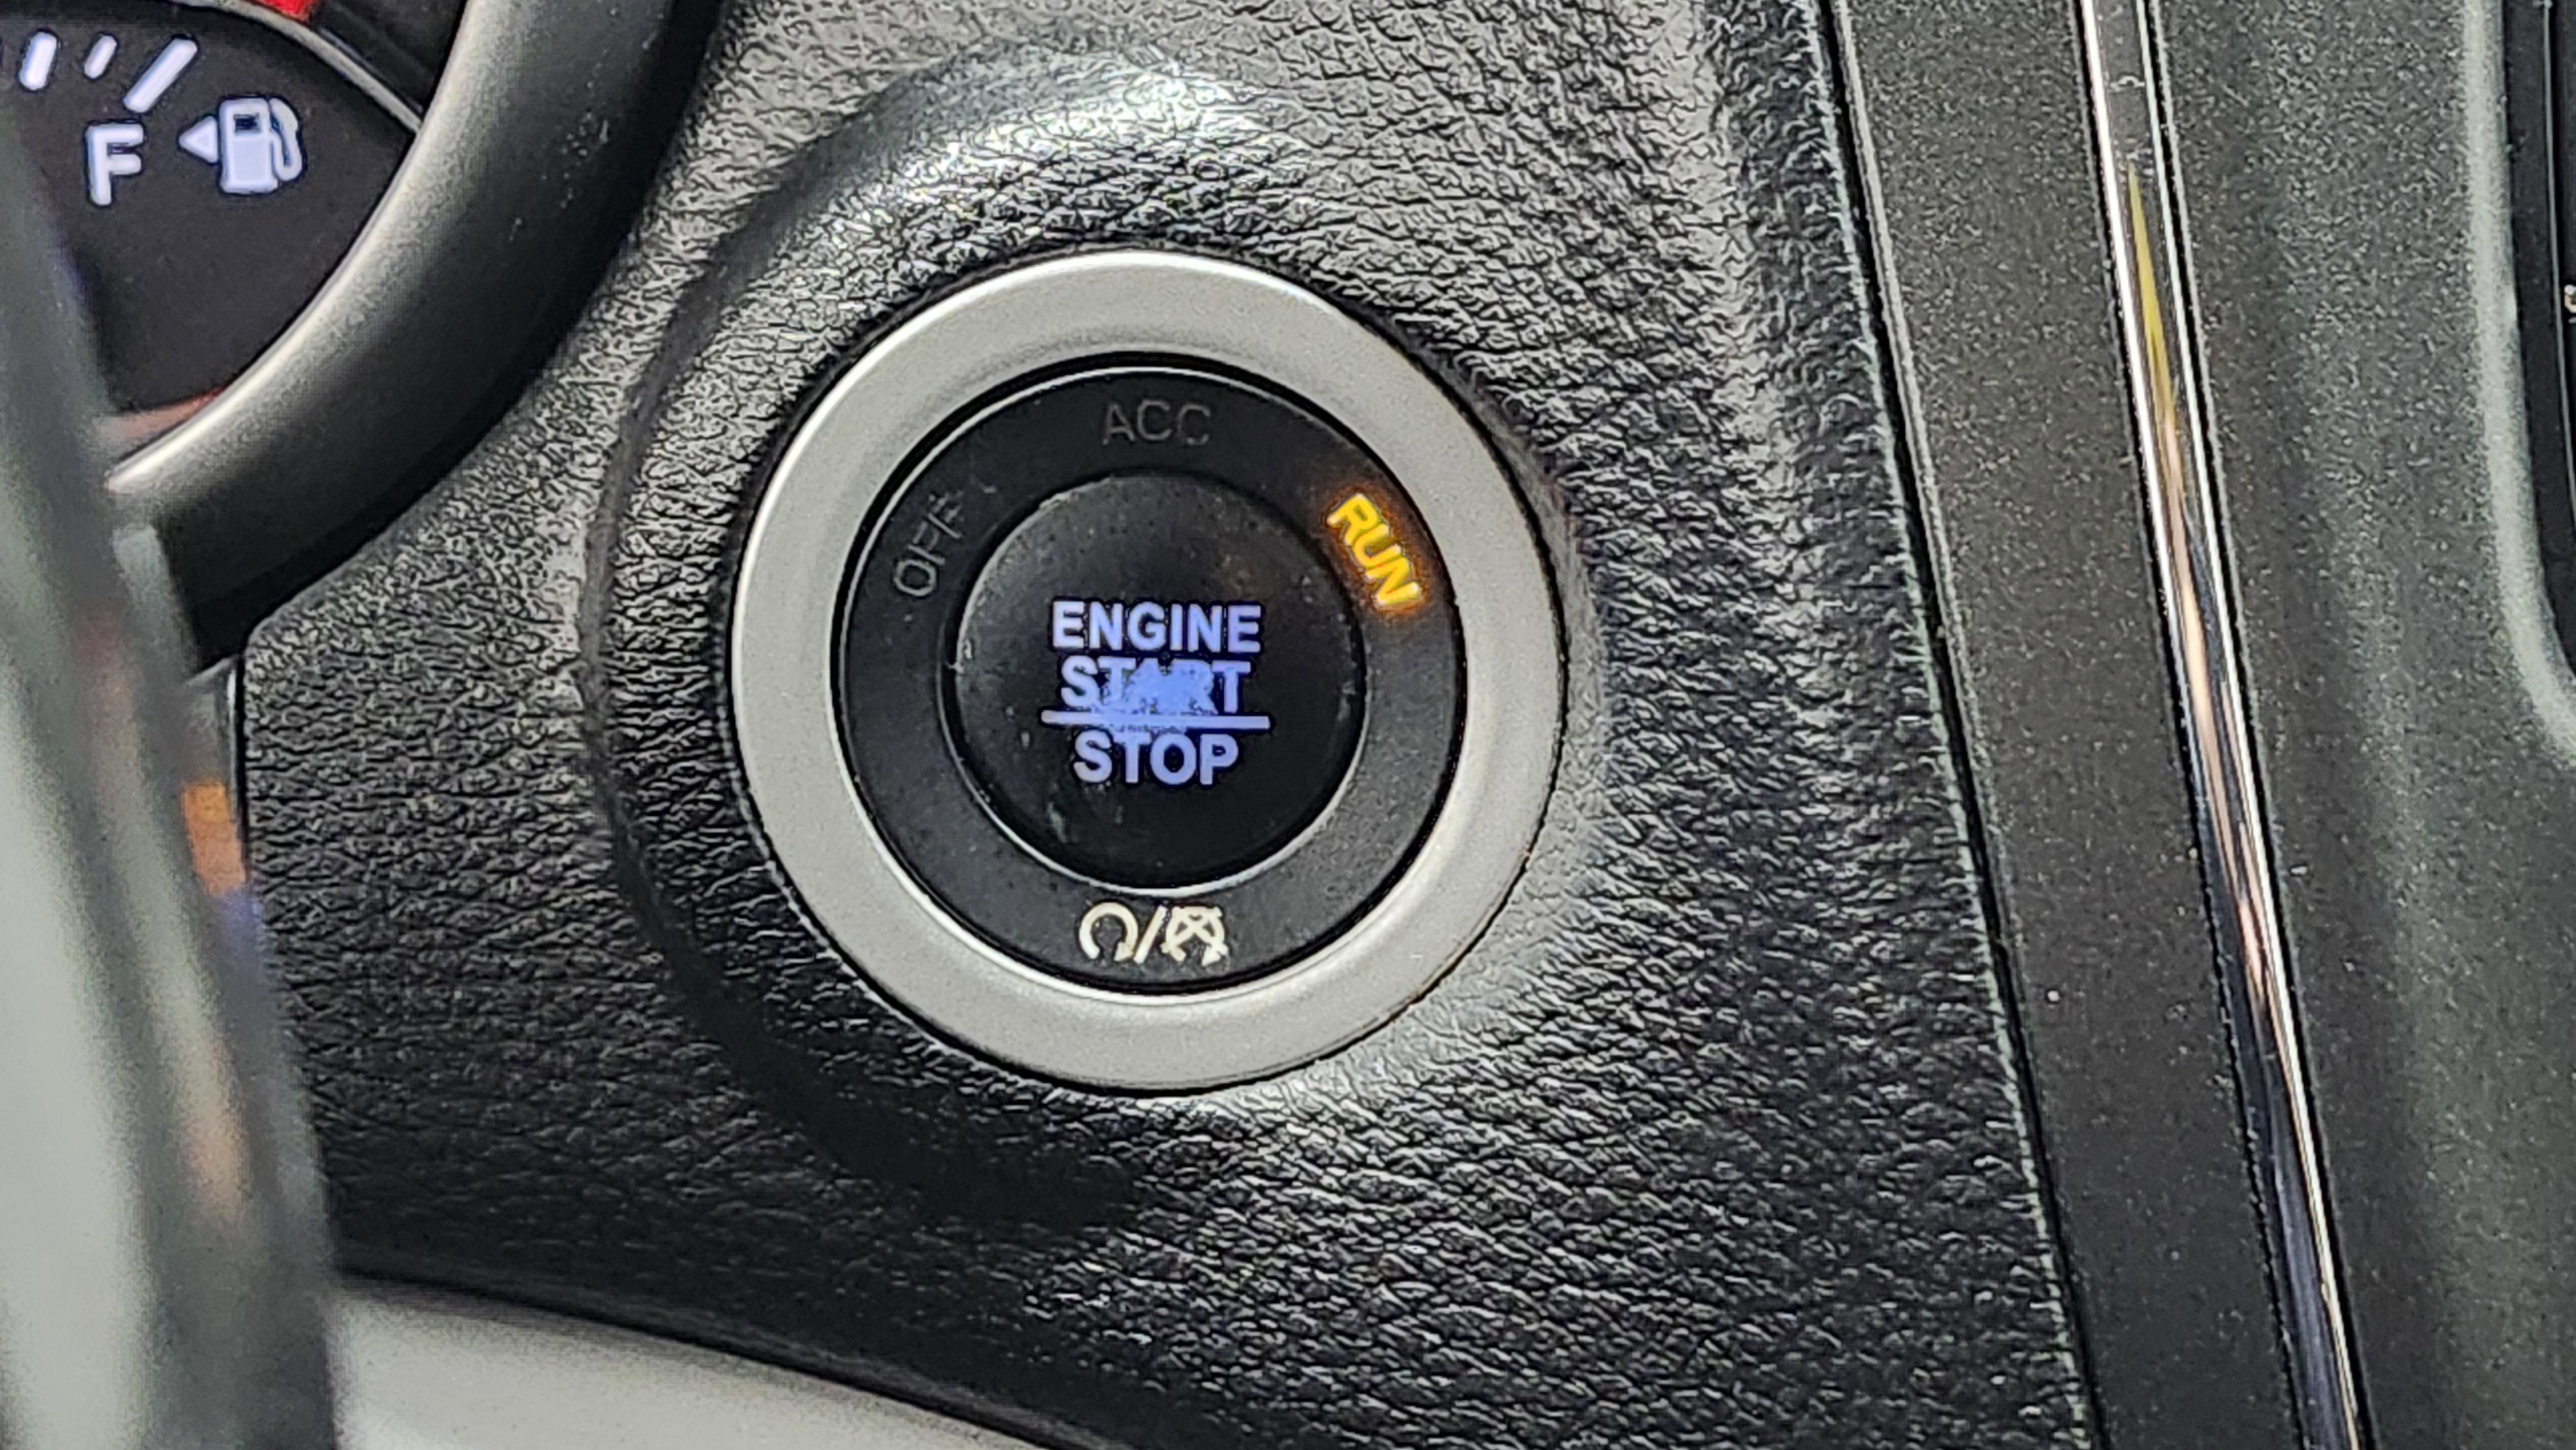 F
ACC
OFF
RUN
ENGINE
START
STOP